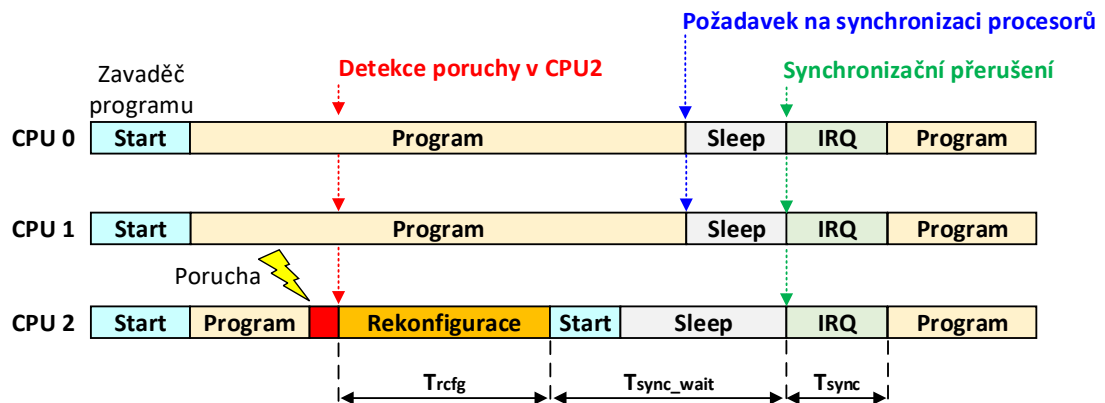 Požadavek na synchronizaci procesorů
Zavaděč
programu
Detekce poruchy v CPU2
Synchronizační přerušení
CPU 0 Start Program Sleep IRQ Program
CPU 1 Start Program Sleep IRQ Program
Porucha
CPU 2 Start Program Rekonfigurace Start Sleep IRQ Program
Trcfg Tsync_wait Tsync